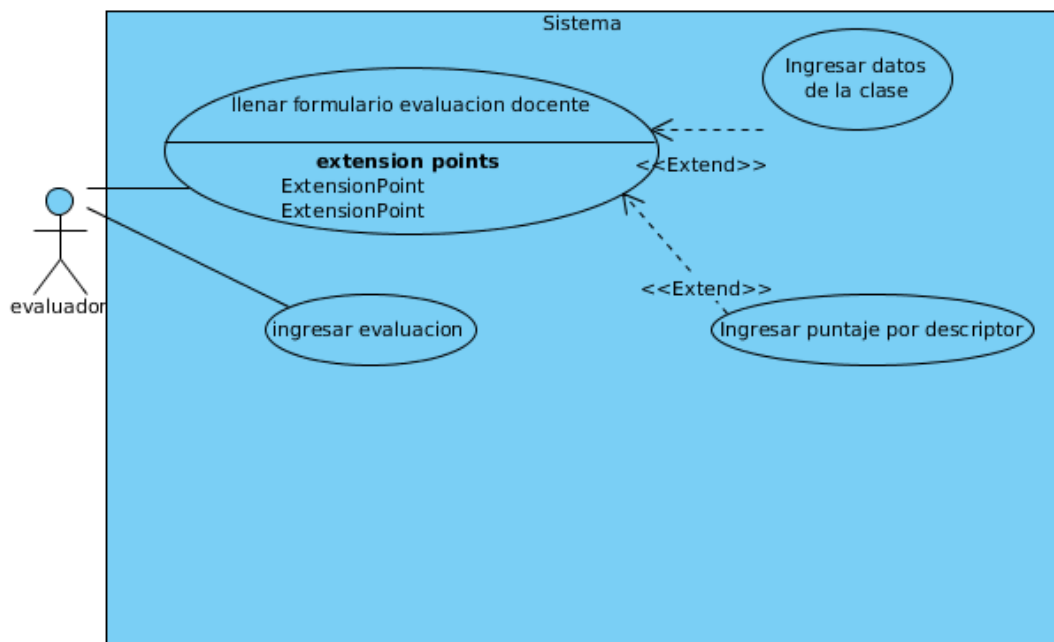 Sistema
Ingresar datos
de la clase
llenar formulario evaluacion docente
extension points
ExtensionPoint
ExtensionPoint
<<Extend>>
evaluador
<<Extend>>
ingresar evaluacion
Ingresar puntaje por descriptor